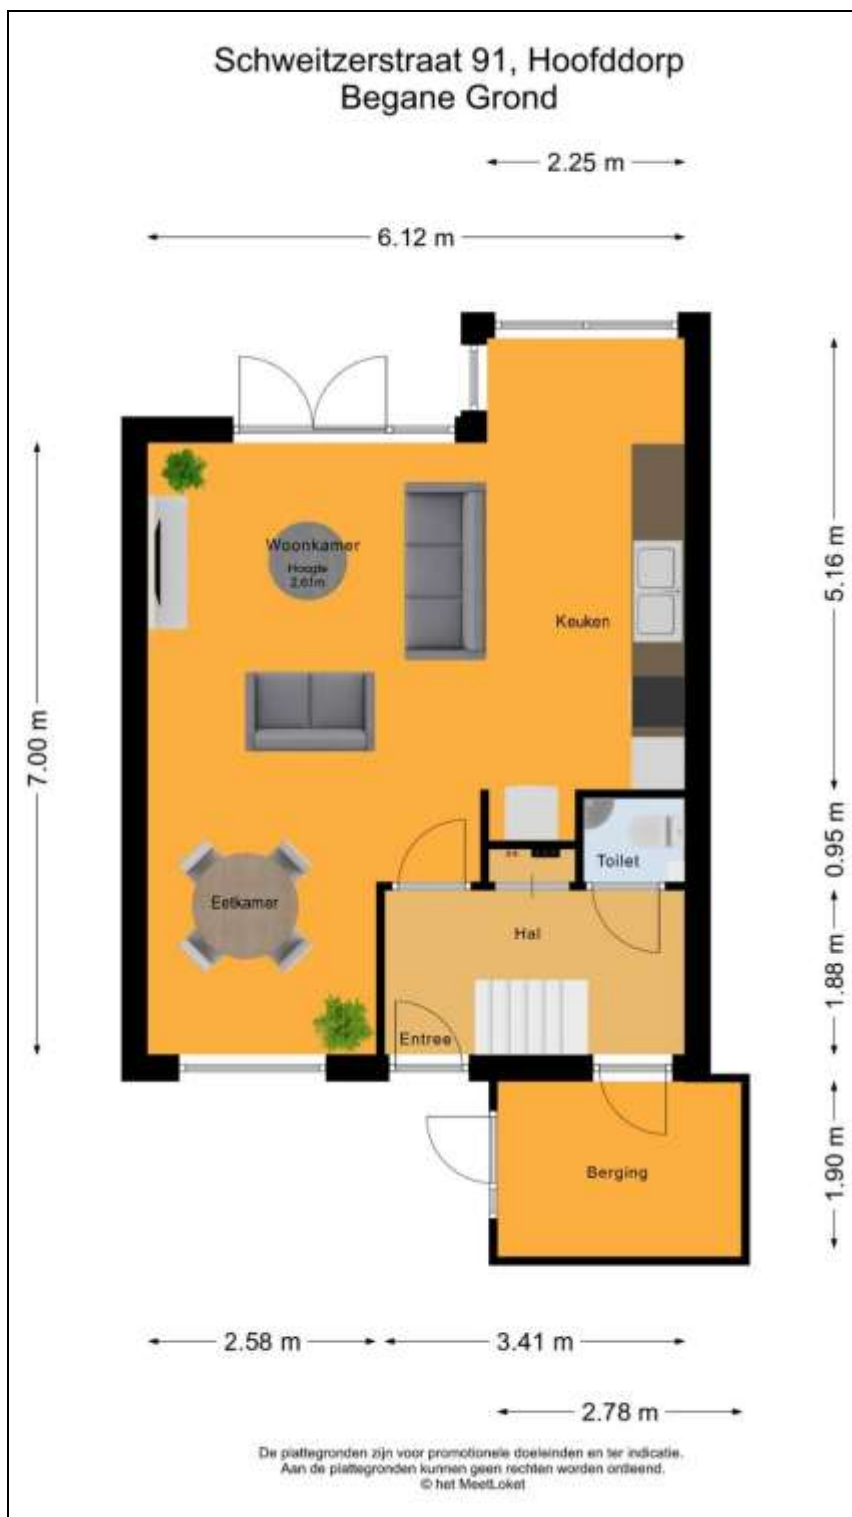 Schweitzerstraat 91, Hoofddorp
Begane Grond
2.25 m
6.12 m
5.16 m
7.00 m
Woonkamer
Hoogte
2,61m
Keuken
0.95 m
Toilet
Eetkamer
Hal
1.88 m
Entree
Berging
1.90 m
2.58 m
3.41 m
2.78 m
De plattegronden zijn voor promotionele doeleinden en ter indicatie.
Aan de plattegronden kunnen geen rechten worden ontleend.
© het MeetLoket